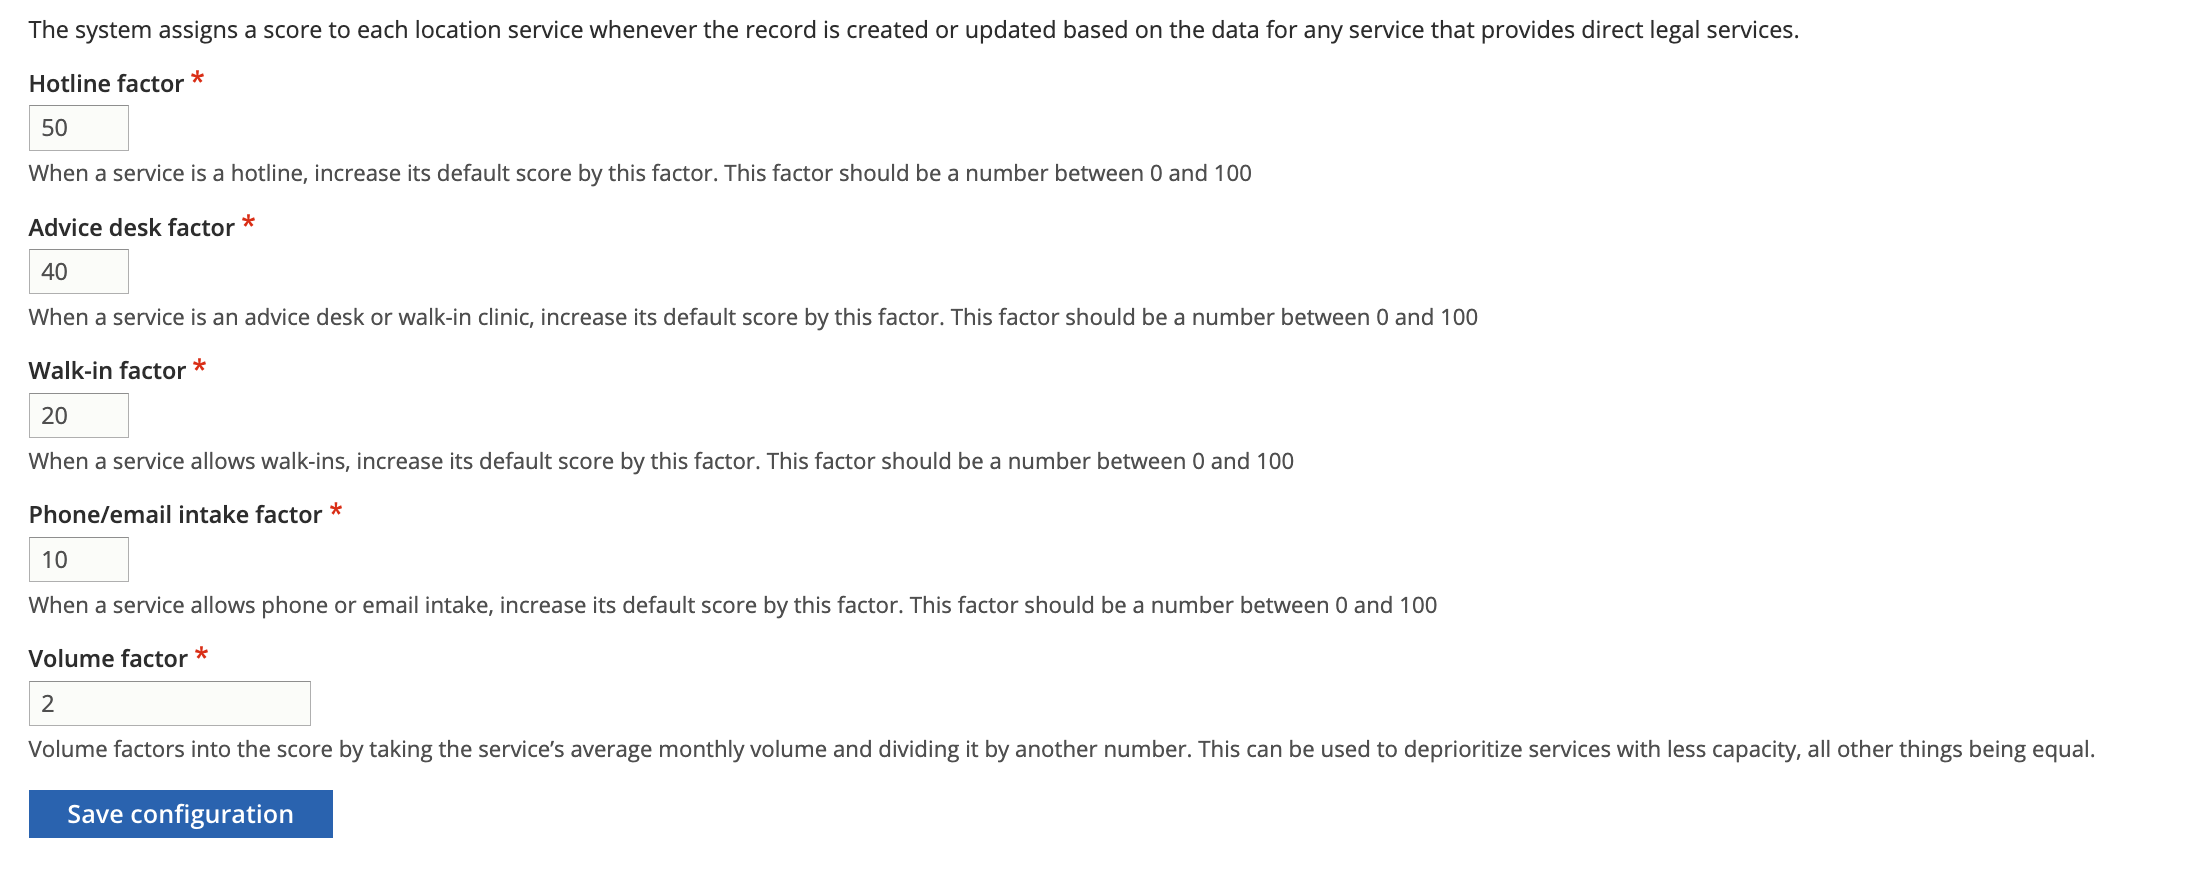 The system assigns a score to each location service whenever the record is created or updated based on the data for any service that provides direct legal services.
Hotline factor *
50
When a service is a hotline, increase its default score by this factor. This factor should be a number between 0 and 100
Advice desk factor *
40
When a service is an advice desk or walk-in clinic, increase its default score by this factor. This factor should be a number between 0 and 100
Walk-in factor *
20
When a service allows walk-ins, increase its default score by this factor. This factor should be a number between 0 and 100
Phone/email intake factor *
10
When a service allows phone or email intake, increase its default score by this factor. This factor should be a number between 0 and 100
Volume factor *
2
Volume factors into the score by taking the service’s average monthly volume and dividing it by another number. This can be used to deprioritize services with less capacity, all other things being equal.
Save configuration